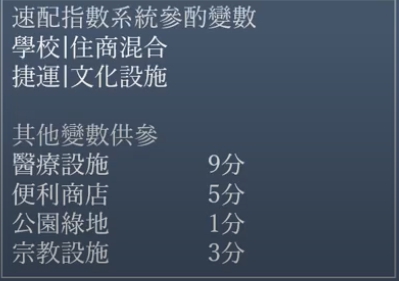 速配指數系統參酌變數
學校|住商混合
捷運|文化設施
其他變數供參
醫療設施 9分
便利商店 5分
公園綠地 1分
宗教設施 3分